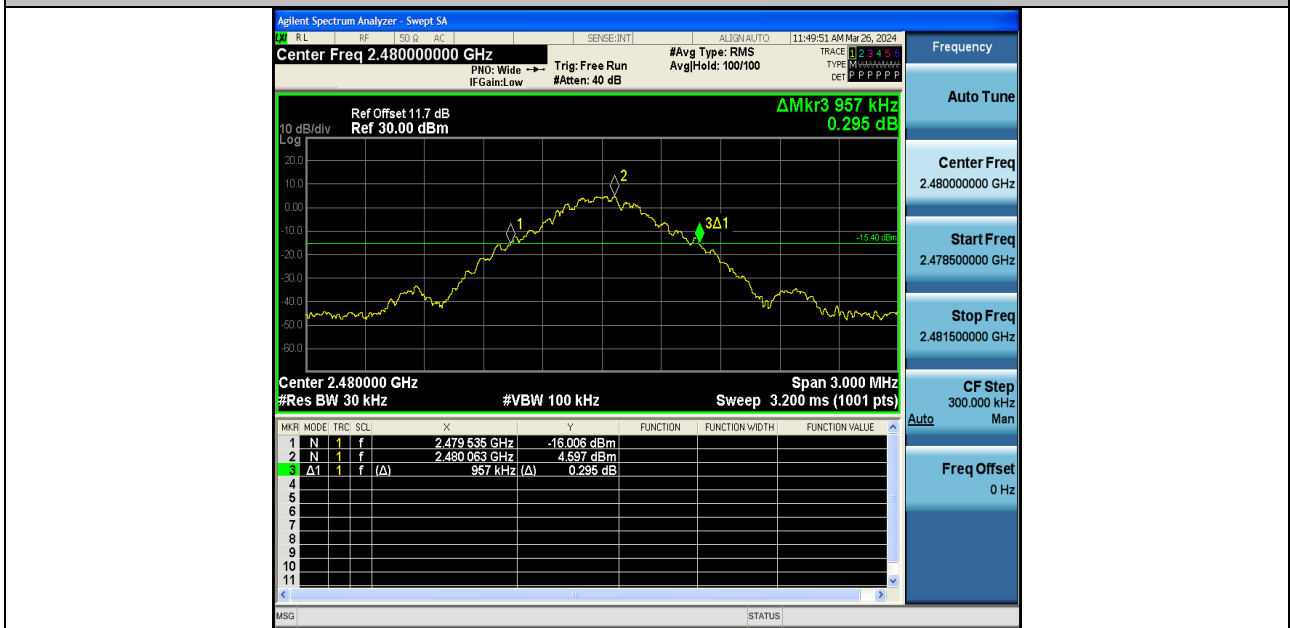 Agilent Spectrum Analyzer - Swept SA
LXI RL RF 50 Ω AC SENSE:INT ALIGN AUTO 11:49:51 AM Mar 26, 2024
Center Freq 2.480000000 GHz
PNO: Wide
IFGain:Low
Trig: Free Run
#Atten: 40 dB
#Avg Type: RMS
Avg|Hold: 100/100
TRACE 1 2 3 4 5 6
TYPE M WWWWW
DET P P P P P P
ΔMkr3 957 kHz
0.295 dB
Ref Offset 11.7 dB
10 dB/div Ref 30.00 dBm
Log
20.0
10.0
0.00
-10.0
-20.0
-30.0
-40.0
-50.0
-60.0
1
2
3Δ1
-15.40 dBm
Center 2.480000 GHz Span 3.000 MHz
#Res BW 30 kHz #VBW 100 kHz Sweep 3.200 ms (1001 pts)
MKR MODE TRC SCL X Y FUNCTION FUNCTION WIDTH FUNCTION VALUE
1 N 1 f 2.479 535 GHz -16.006 dBm
2 N 1 f 2.480 063 GHz 4.597 dBm
3 Δ1 1 f (Δ) 957 kHz (Δ) 0.295 dB
4
5
6
7
8
9
10
11
MSG STATUS
Frequency
Auto Tune
Center Freq
2.480000000 GHz
Start Freq
2.478500000 GHz
Stop Freq
2.481500000 GHz
CF Step
300.000 kHz
Auto Man
Freq Offset
0 Hz